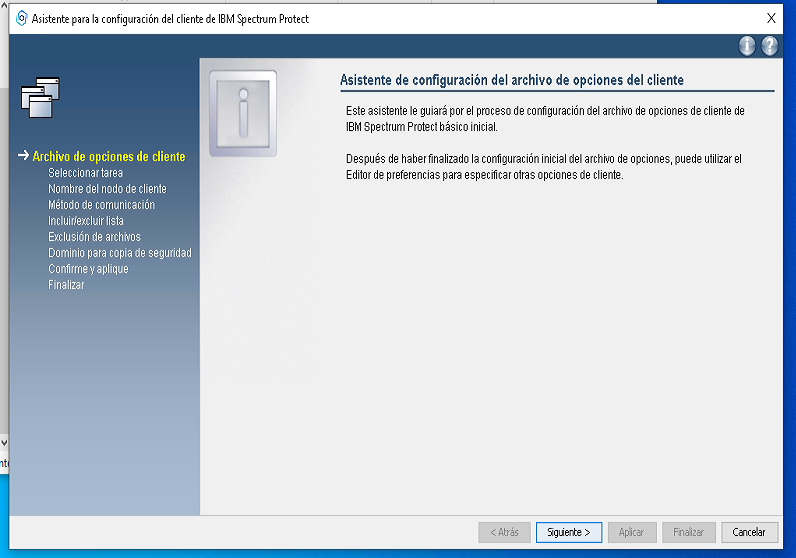 Asistente para la configuración del cliente de IBM Spectrum Protect
X
Asistente de configuración del archivo de opciones del cliente
Este asistente le guiará por el proceso de configuración del archivo de opciones de cliente de
IBM Spectrum Protect básico inicial.
Después de haber finalizado la configuración inicial del archivo de opciones, puede utilizar el
Editor de preferencias para especificar otras opciones de cliente.
Archivo de opciones de cliente
Seleccionar tarea
Nombre del nodo de cliente
Método de comunicación
Incluir/excluir lista
Exclusión de archivos
Dominio para copia de seguridad
Confirme y aplique
Finalizar
< Atrás
Siguiente >
Aplicar
Finalizar
Cancelar